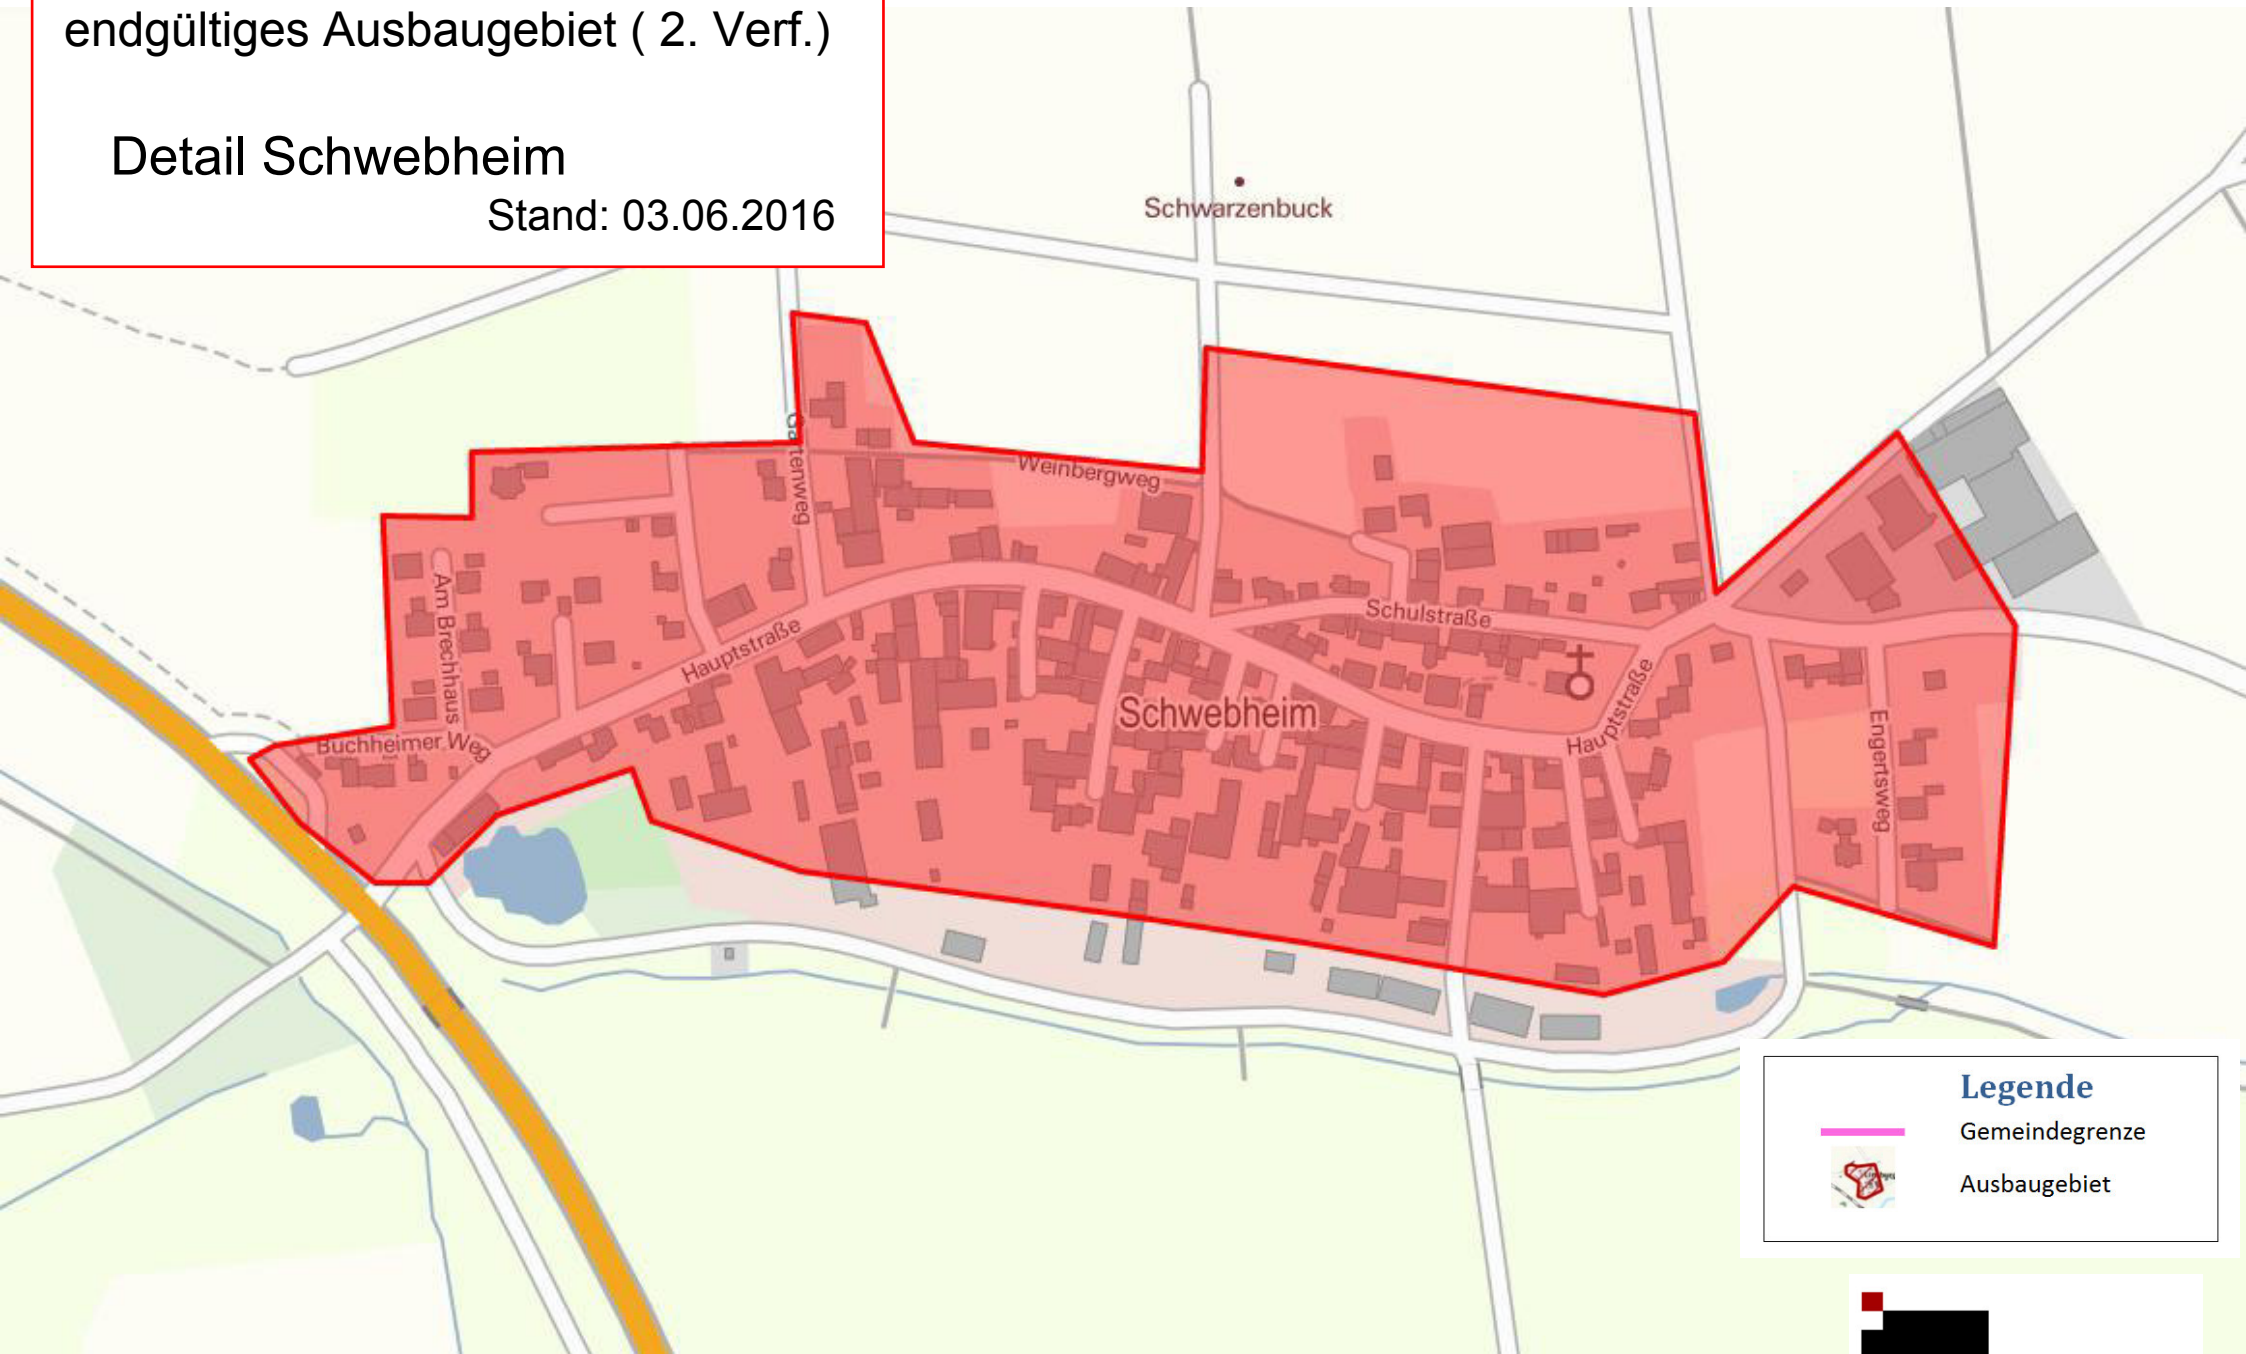 endgültiges Ausbaugebiet ( 2. Verf.)
Detail Schwebheim
Stand: 03.06.2016
Schwarzenbuck
Gartenweg
Weinbergweg
Am Brechhaus
Hauptstraße
Schulstraße
Schwebheim
Hauptstraße
Buchheimer Weg
Engertsweg
Legende
Gemeindegrenze
Ausbaugebiet